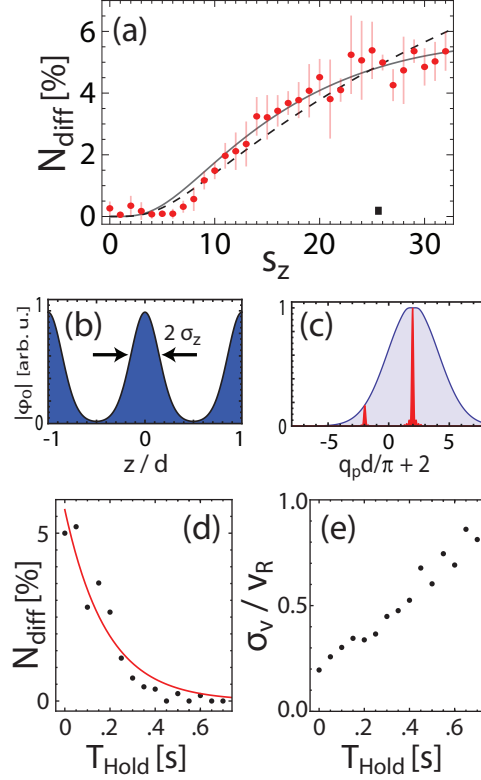 (a)
N_diff [%]
6
4
2
0
0 10 20 30
s_z
(b)
|φ_o| [arb. u.]
1
0
2 σ_z
-1 0 1
z / d
(c)
1
0
-5 0 5
q_p d/π + 2
(d)
N_diff [%]
5
0
0 .2 .4 .6
T_Hold [s]
(e)
σ_v / v_R
1.0
0.5
0.0
0 .2 .4 .6
T_Hold [s]